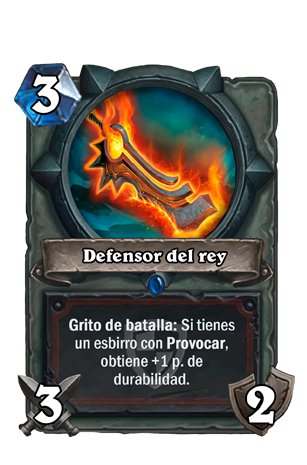 3
Defensor del rey
Grito de batalla: Si tienes
un esbirro con Provocar,
obtiene +1 p. de
durabilidad.
3
2